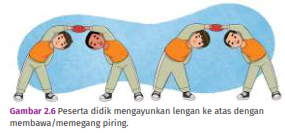 Gambar 2.6 Peserta didik mengayunkan lengan ke atas dengan
membawa/memegang piring.